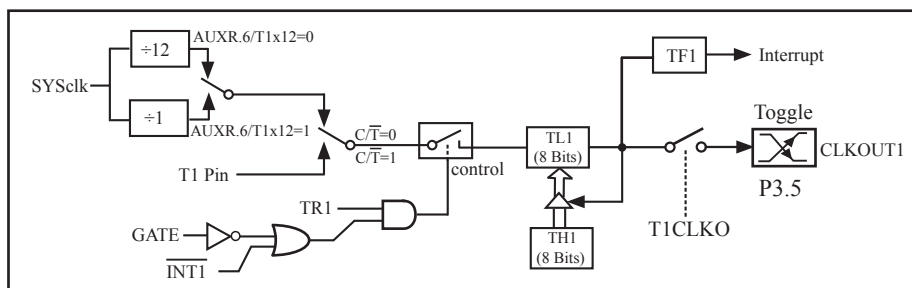 AUXR.6/T1x12=0
÷12
SYSclk
÷1
AUXR.6/T1x12=1
C/T̅=0
C/T̅=1
T1 Pin
control
TR1
GATE
I̅N̅T̅1̅
TL1
(8 Bits)
TH1
(8 Bits)
TF1
Interrupt
Toggle
CLKOUT1
P3.5
T1CLKO